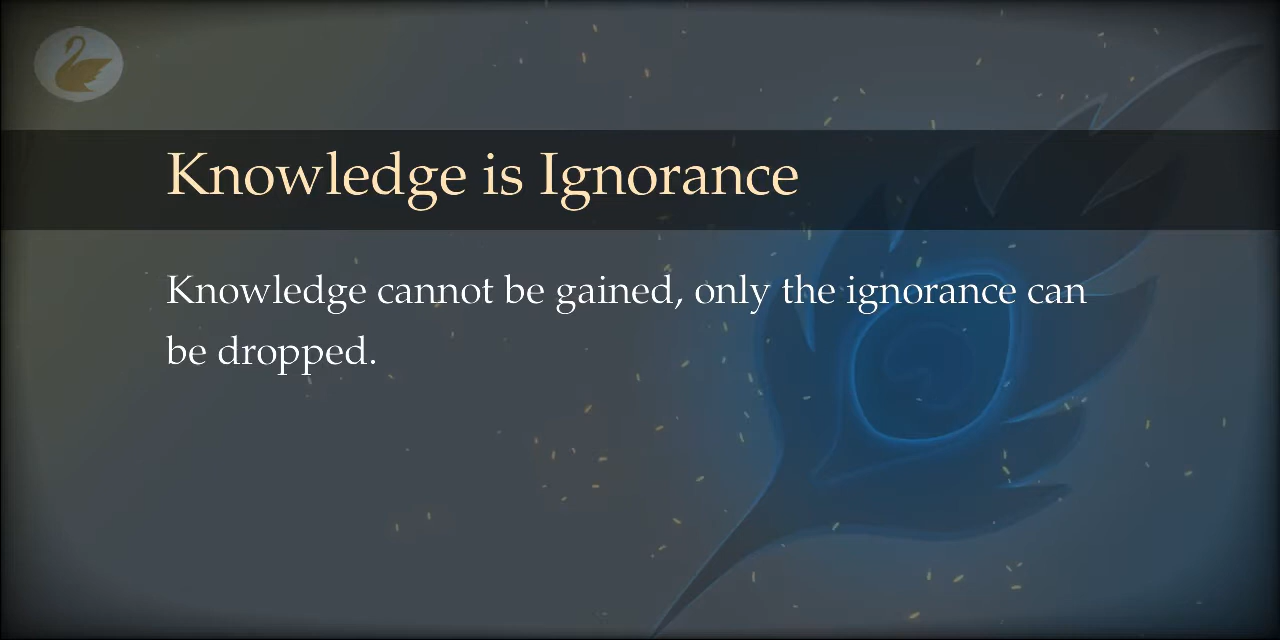 Knowledge is Ignorance
Knowledge cannot be gained, only the ignorance can
be dropped.